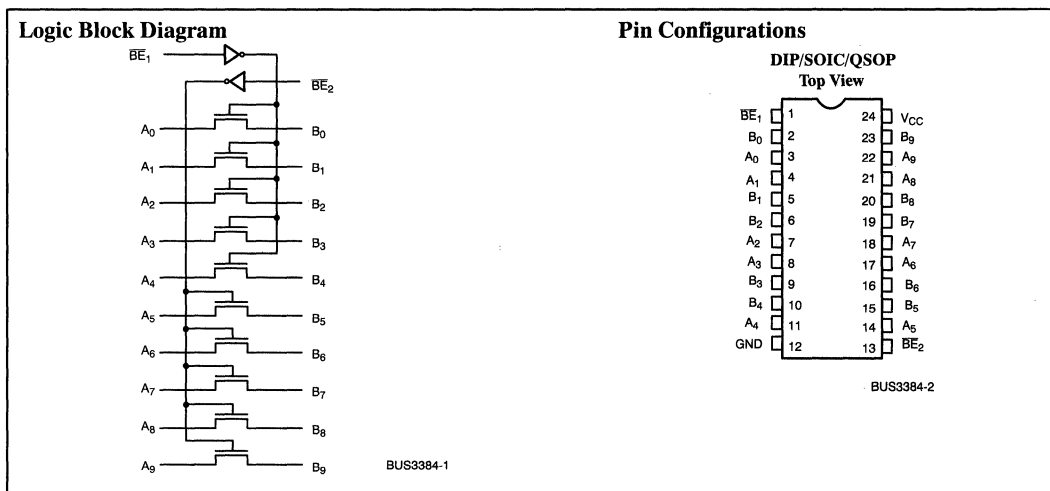 Logic Block Diagram
B̅E̅₁
B̅E̅₂
A₀ B₀
A₁ B₁
A₂ B₂
A₃ B₃
A₄ B₄
A₅ B₅
A₆ B₆
A₇ B₇
A₈ B₈
A₉ B₉
BUS3384-1
Pin Configurations
DIP/SOIC/QSOP
Top View
B̅E̅₁ 1 24 VCC
B₀ 2 23 B₉
A₀ 3 22 A₉
A₁ 4 21 A₈
B₁ 5 20 B₈
B₂ 6 19 B₇
A₂ 7 18 A₇
A₃ 8 17 A₆
B₃ 9 16 B₆
B₄ 10 15 B₅
A₄ 11 14 A₅
GND 12 13 B̅E̅₂
BUS3384-2